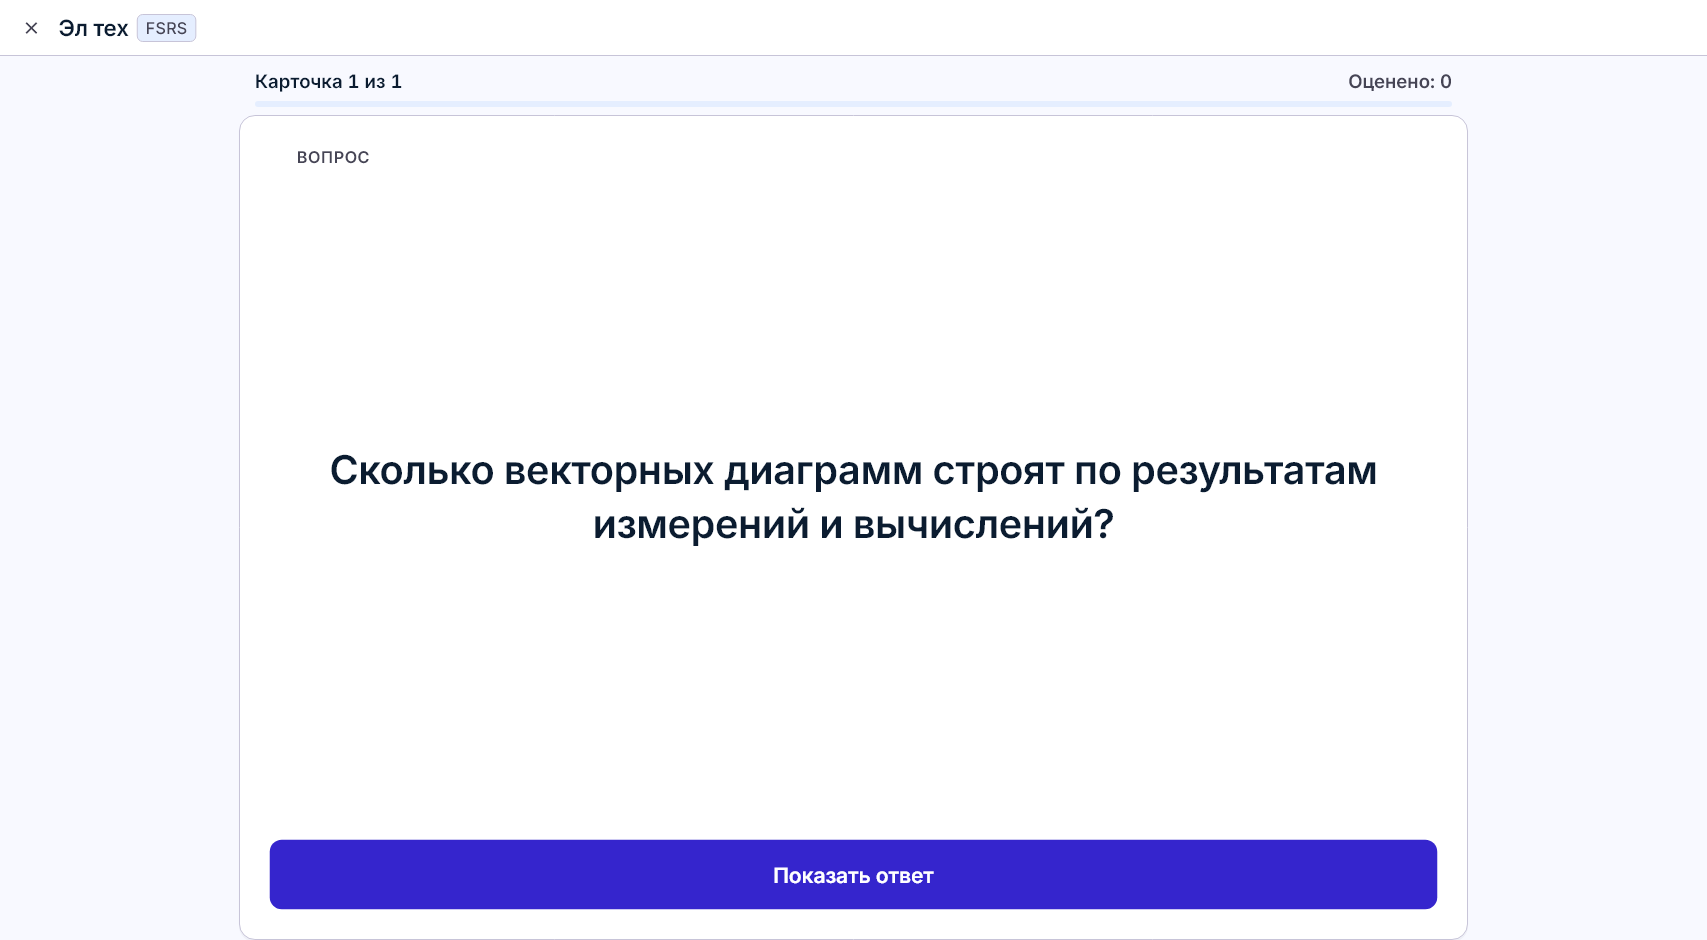 Эл тех FSRS
Карточка 1 из 1
Оценено: 0
ВОПРОС
Сколько векторных диаграмм строят по результатам
измерений и вычислений?
Показать ответ